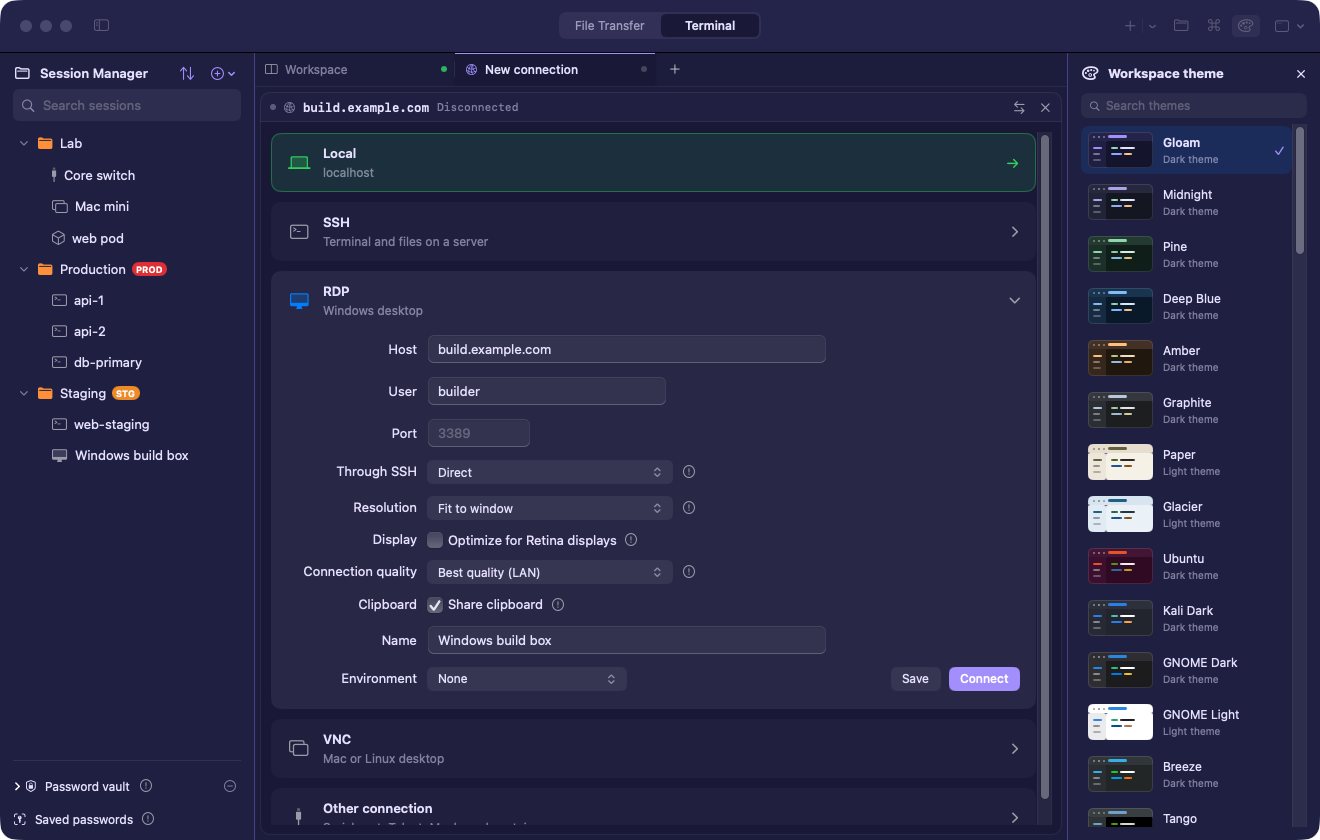 File Transfer
Terminal
Session Manager
Search sessions
Lab
Core switch
Mac mini
web pod
Production PROD
api-1
api-2
db-primary
Staging STG
web-staging
Windows build box
Password vault
Saved passwords
Workspace
New connection
build.example.com Disconnected
Local
localhost
SSH
Terminal and files on a server
RDP
Windows desktop
Host build.example.com
User builder
Port 3389
Through SSH Direct
Resolution Fit to window
Display Optimize for Retina displays
Connection quality Best quality (LAN)
Clipboard Share clipboard
Name Windows build box
Environment None
Save
Connect
VNC
Mac or Linux desktop
Other connection
Workspace theme
Search themes
Gloam
Dark theme
Midnight
Dark theme
Pine
Dark theme
Deep Blue
Dark theme
Amber
Dark theme
Graphite
Dark theme
Paper
Light theme
Glacier
Light theme
Ubuntu
Dark theme
Kali Dark
Dark theme
GNOME Dark
Dark theme
GNOME Light
Light theme
Breeze
Dark theme
Tango